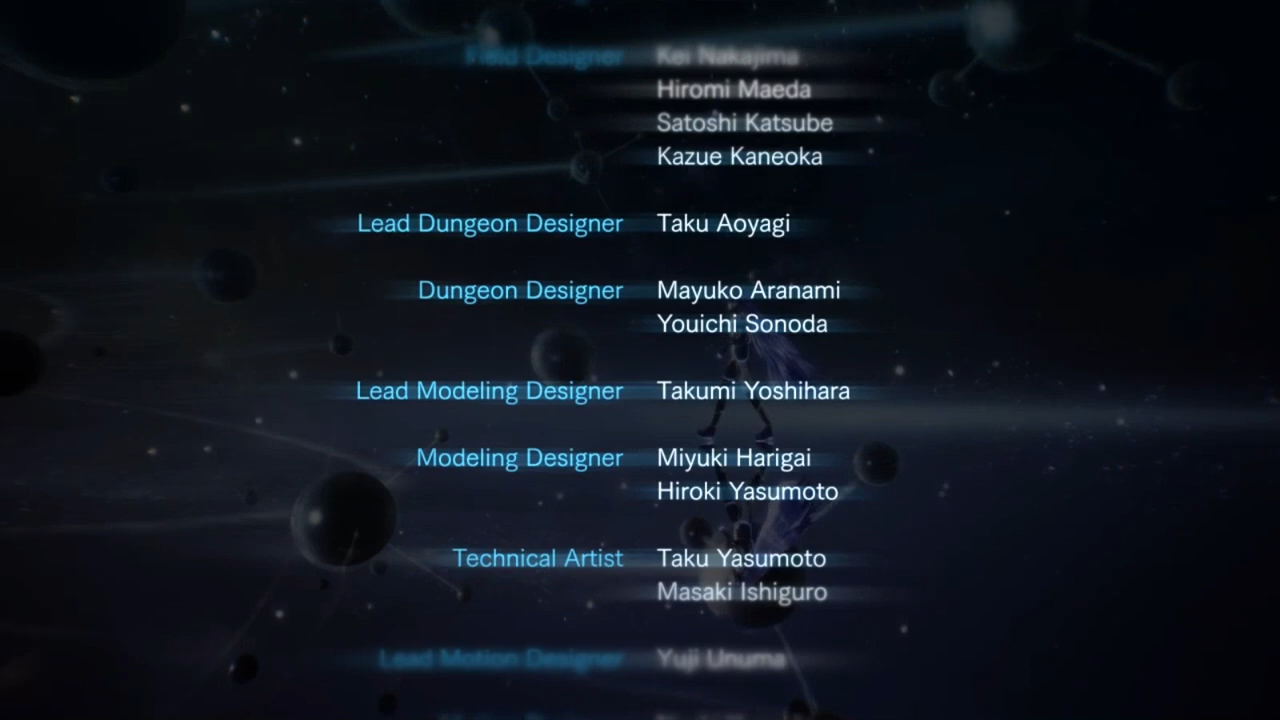 Field Designer Kei Nakajima
Hiromi Maeda
Satoshi Katsube
Kazue Kaneoka
Lead Dungeon Designer Taku Aoyagi
Dungeon Designer Mayuko Aranami
Youichi Sonoda
Lead Modeling Designer Takumi Yoshihara
Modeling Designer Miyuki Harigai
Hiroki Yasumoto
Technical Artist Taku Yasumoto
Masaki Ishiguro
Lead Motion Designer Yuji Unuma